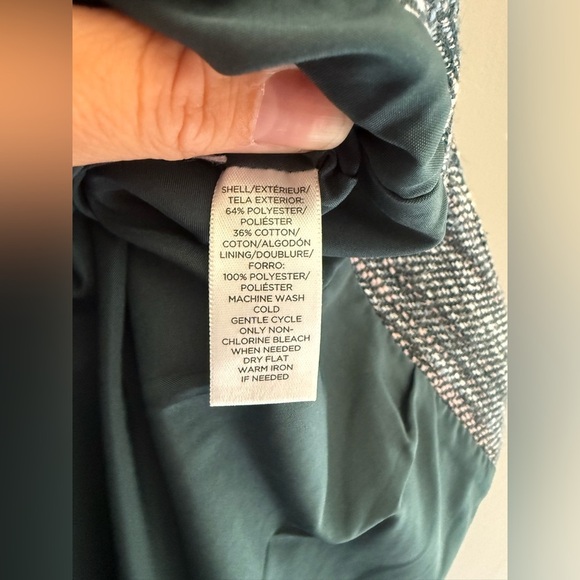 SHELL/EXTÉRIEUR/
TELA EXTERIOR:
64% POLYESTER/
POLIÉSTER
36% COTTON/
COTON/ALGODÓN
LINING/DOUBLURE/
FORRO:
100% POLYESTER/
POLIÉSTER
MACHINE WASH
COLD
GENTLE CYCLE
ONLY NON-
CHLORINE BLEACH
WHEN NEEDED
DRY FLAT
WARM IRON
IF NEEDED